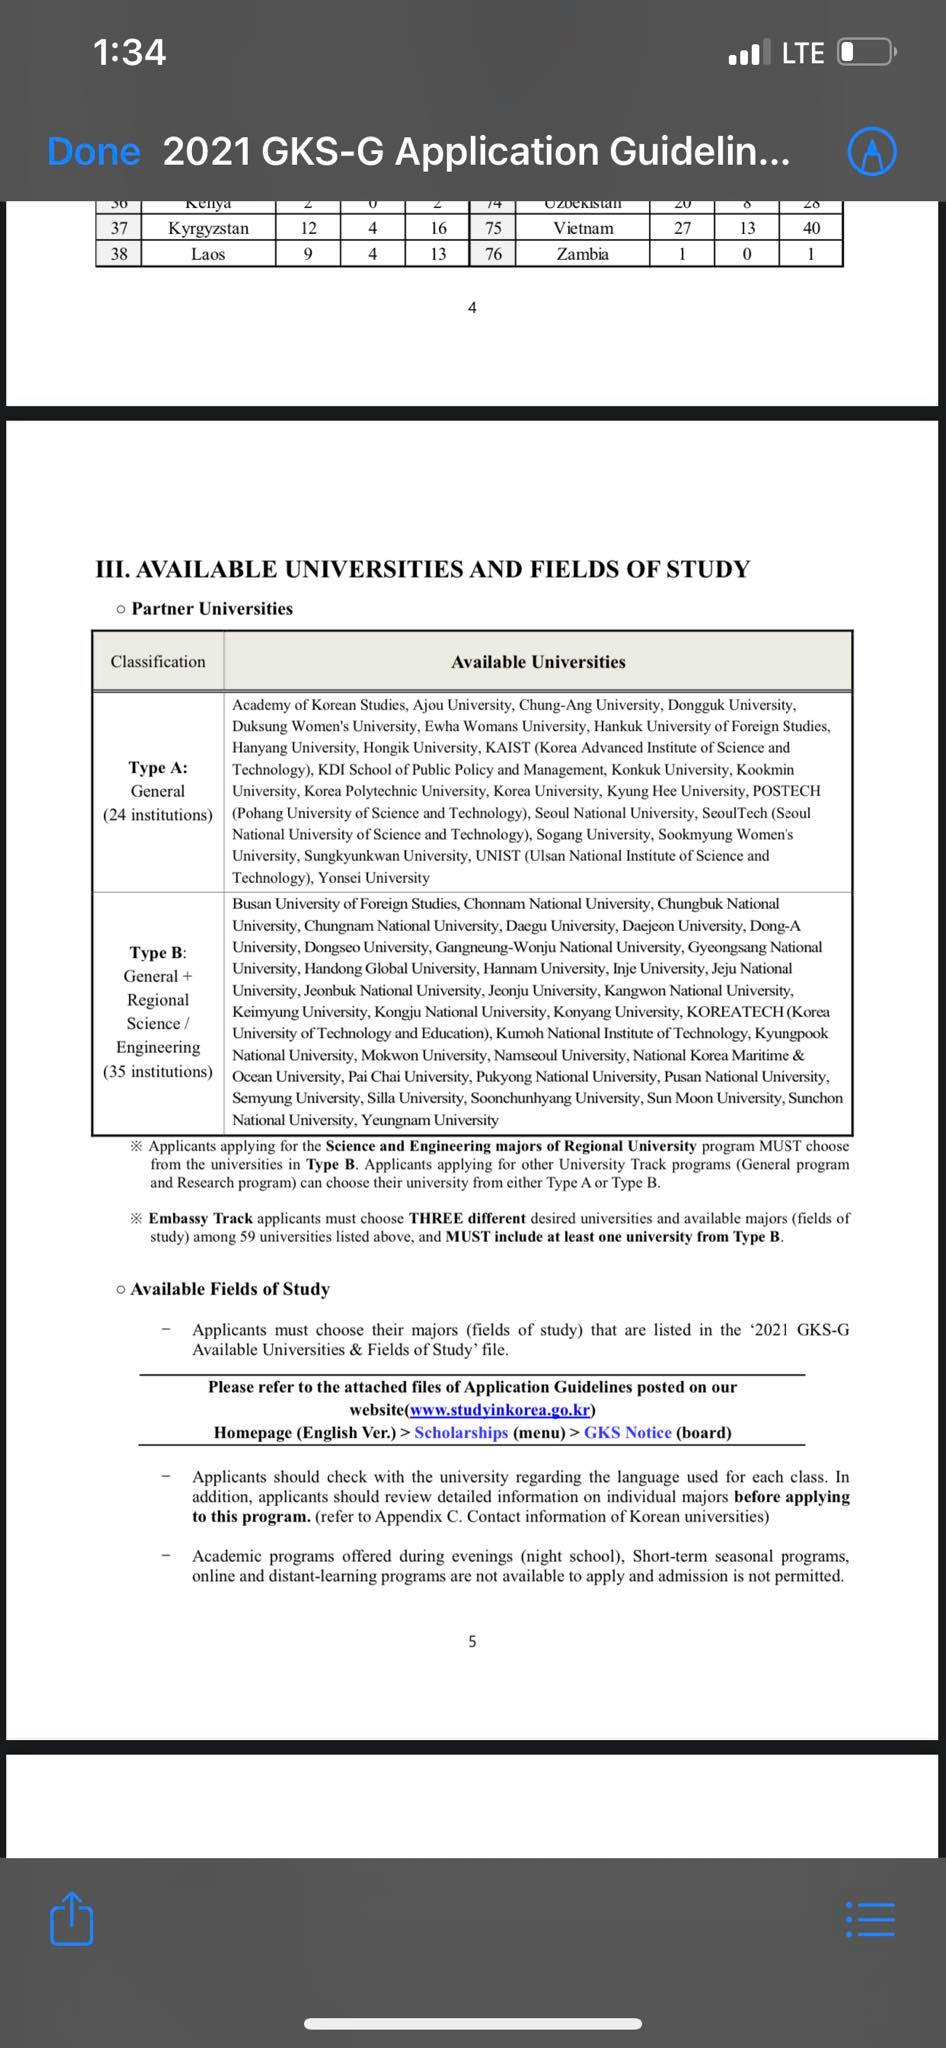 1:34
LTE
Done 2021 GKS-G Application Guidelin...
36 Kenya 2 0 2 74 Uzbekistan 20 8 28
37 Kyrgyzstan 12 4 16 75 Vietnam 27 13 40
38 Laos 9 4 13 76 Zambia 1 0 1
4
III. AVAILABLE UNIVERSITIES AND FIELDS OF STUDY
○ Partner Universities
Classification
Available Universities
Type A:
General
(24 institutions)
Academy of Korean Studies, Ajou University, Chung-Ang University, Dongguk University,
Duksung Women's University, Ewha Womans University, Hankuk University of Foreign Studies,
Hanyang University, Hongik University, KAIST (Korea Advanced Institute of Science and
Technology), KDI School of Public Policy and Management, Konkuk University, Kookmin
University, Korea Polytechnic University, Korea University, Kyung Hee University, POSTECH
(Pohang University of Science and Technology), Seoul National University, SeoulTech (Seoul
National University of Science and Technology), Sogang University, Sookmyung Women's
University, Sungkyunkwan University, UNIST (Ulsan National Institute of Science and
Technology), Yonsei University
Type B:
General +
Regional
Science /
Engineering
(35 institutions)
Busan University of Foreign Studies, Chonnam National University, Chungbuk National
University, Chungnam National University, Daegu University, Daejeon University, Dong-A
University, Dongseo University, Gangneung-Wonju National University, Gyeongsang National
University, Handong Global University, Hannam University, Inje University, Jeju National
University, Jeonbuk National University, Jeonju University, Kangwon National University,
Keimyung University, Kongju National University, Konyang University, KOREATECH (Korea
University of Technology and Education), Kumoh National Institute of Technology, Kyungpook
National University, Mokwon University, Namseoul University, National Korea Maritime &
Ocean University, Pai Chai University, Pukyong National University, Pusan National University,
Semyung University, Silla University, Soonchunhyang University, Sun Moon University, Sunchon
National University, Yeungnam University
※ Applicants applying for the Science and Engineering majors of Regional University program MUST choose
from the universities in Type B. Applicants applying for other University Track programs (General program
and Research program) can choose their university from either Type A or Type B.
※ Embassy Track applicants must choose THREE different desired universities and available majors (fields of
study) among 59 universities listed above, and MUST include at least one university from Type B.
○ Available Fields of Study
− Applicants must choose their majors (fields of study) that are listed in the ‘2021 GKS-G
Available Universities & Fields of Study’ file.
Please refer to the attached files of Application Guidelines posted on our
website(www.studyinkorea.go.kr)
Homepage (English Ver.) > Scholarships (menu) > GKS Notice (board)
− Applicants should check with the university regarding the language used for each class. In
addition, applicants should review detailed information on individual majors before applying
to this program. (refer to Appendix C. Contact information of Korean universities)
− Academic programs offered during evenings (night school), Short-term seasonal programs,
online and distant-learning programs are not available to apply and admission is not permitted.
5